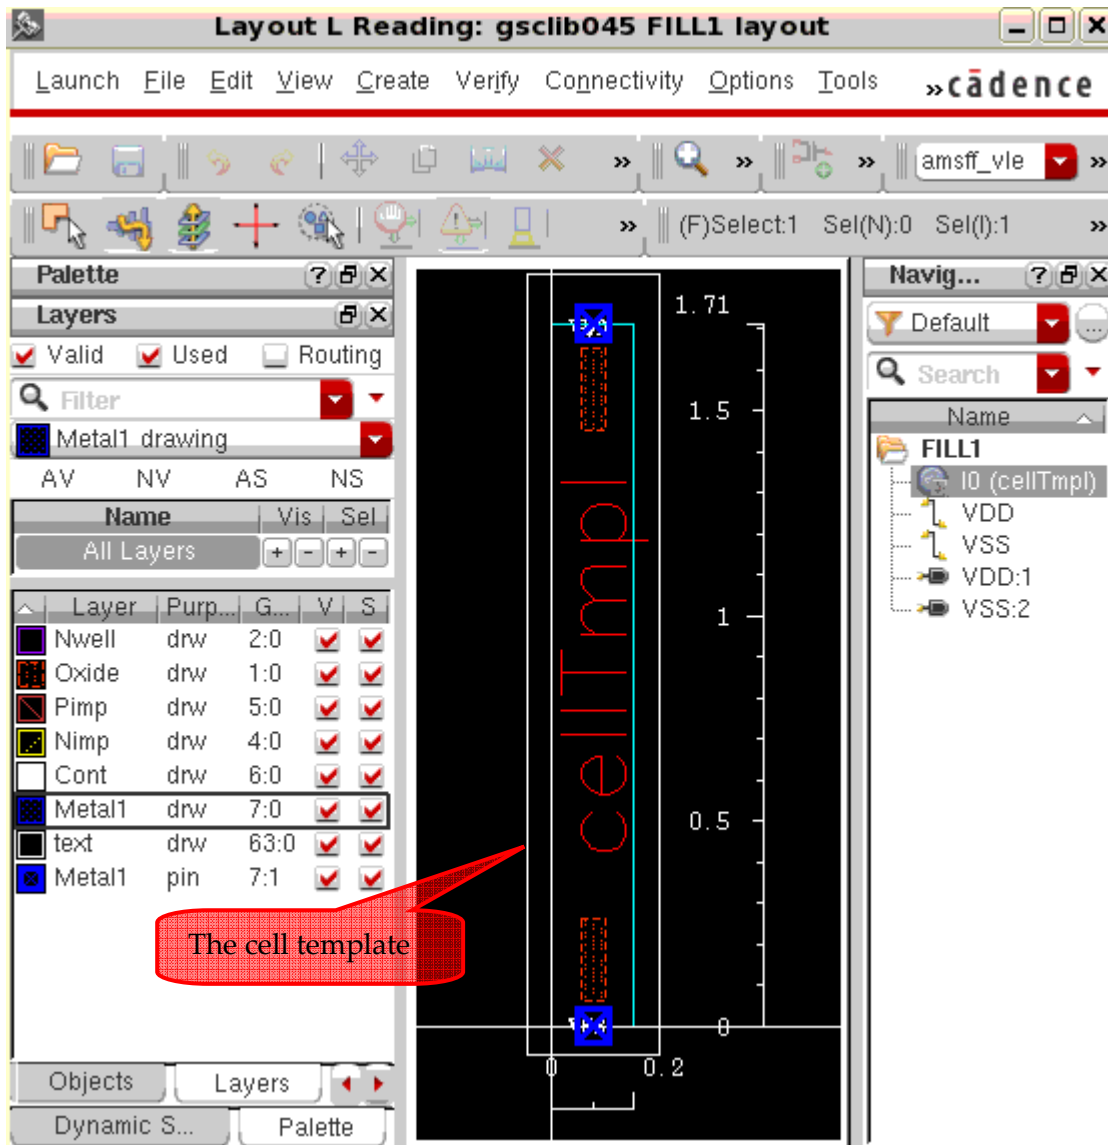 Layout L Reading: gsclib045 FILL1 layout
Launch File Edit View Create Verify Connectivity Options Tools » cādence
» » » amsff_vle »
» (F)Select:1 Sel(N):0 Sel(I):1 »
Palette
Layers
Valid Used Routing
Filter
Metal1 drawing
AV NV AS NS
Name Vis Sel
All Layers + - + -
Layer Purp... G... V S
Nwell drw 2:0
Oxide drw 1:0
Pimp drw 5:0
Nimp drw 4:0
Cont drw 6:0
Metal1 drw 7:0
text drw 63:0
Metal1 pin 7:1
Objects Layers
Dynamic S... Palette
1.71
1.5
1
0.5
0
0 0.2
cellTmpl
The cell template
Navig... ?
Default ...
Search
Name
FILL1
I0 (cellTmpl)
VDD
VSS
VDD:1
VSS:2